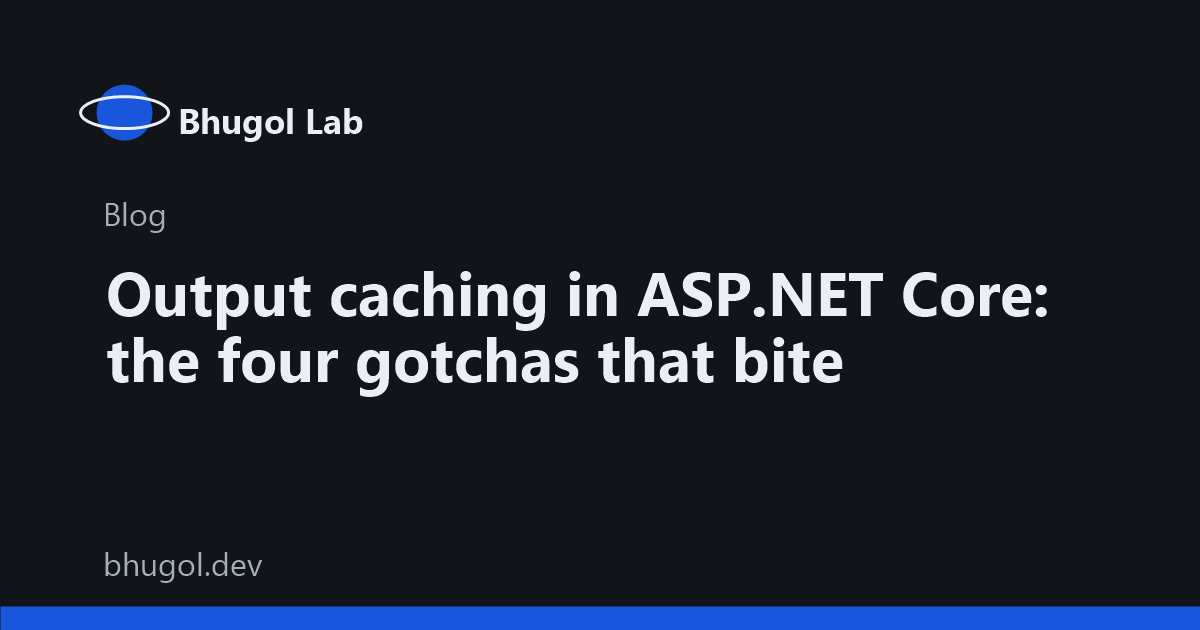 Bhugol Lab
Blog
Output caching in ASP.NET Core:
the four gotchas that bite
bhugol.dev